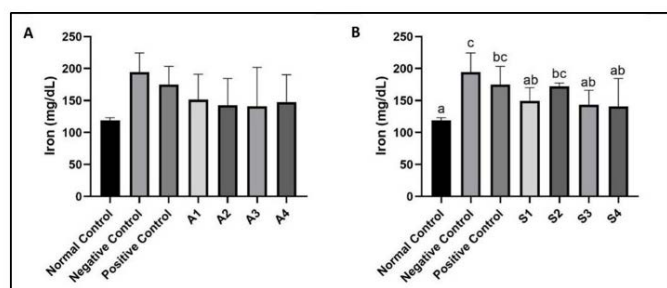 A
Iron (mg/dL)
250
200
150
100
50
0
Normal Control
Negative Control
Positive Control
A1
A2
A3
A4
B
Iron (mg/dL)
250
200
150
100
50
0
a
c
bc
ab
bc
ab
ab
Normal Control
Negative Control
Positive Control
S1
S2
S3
S4